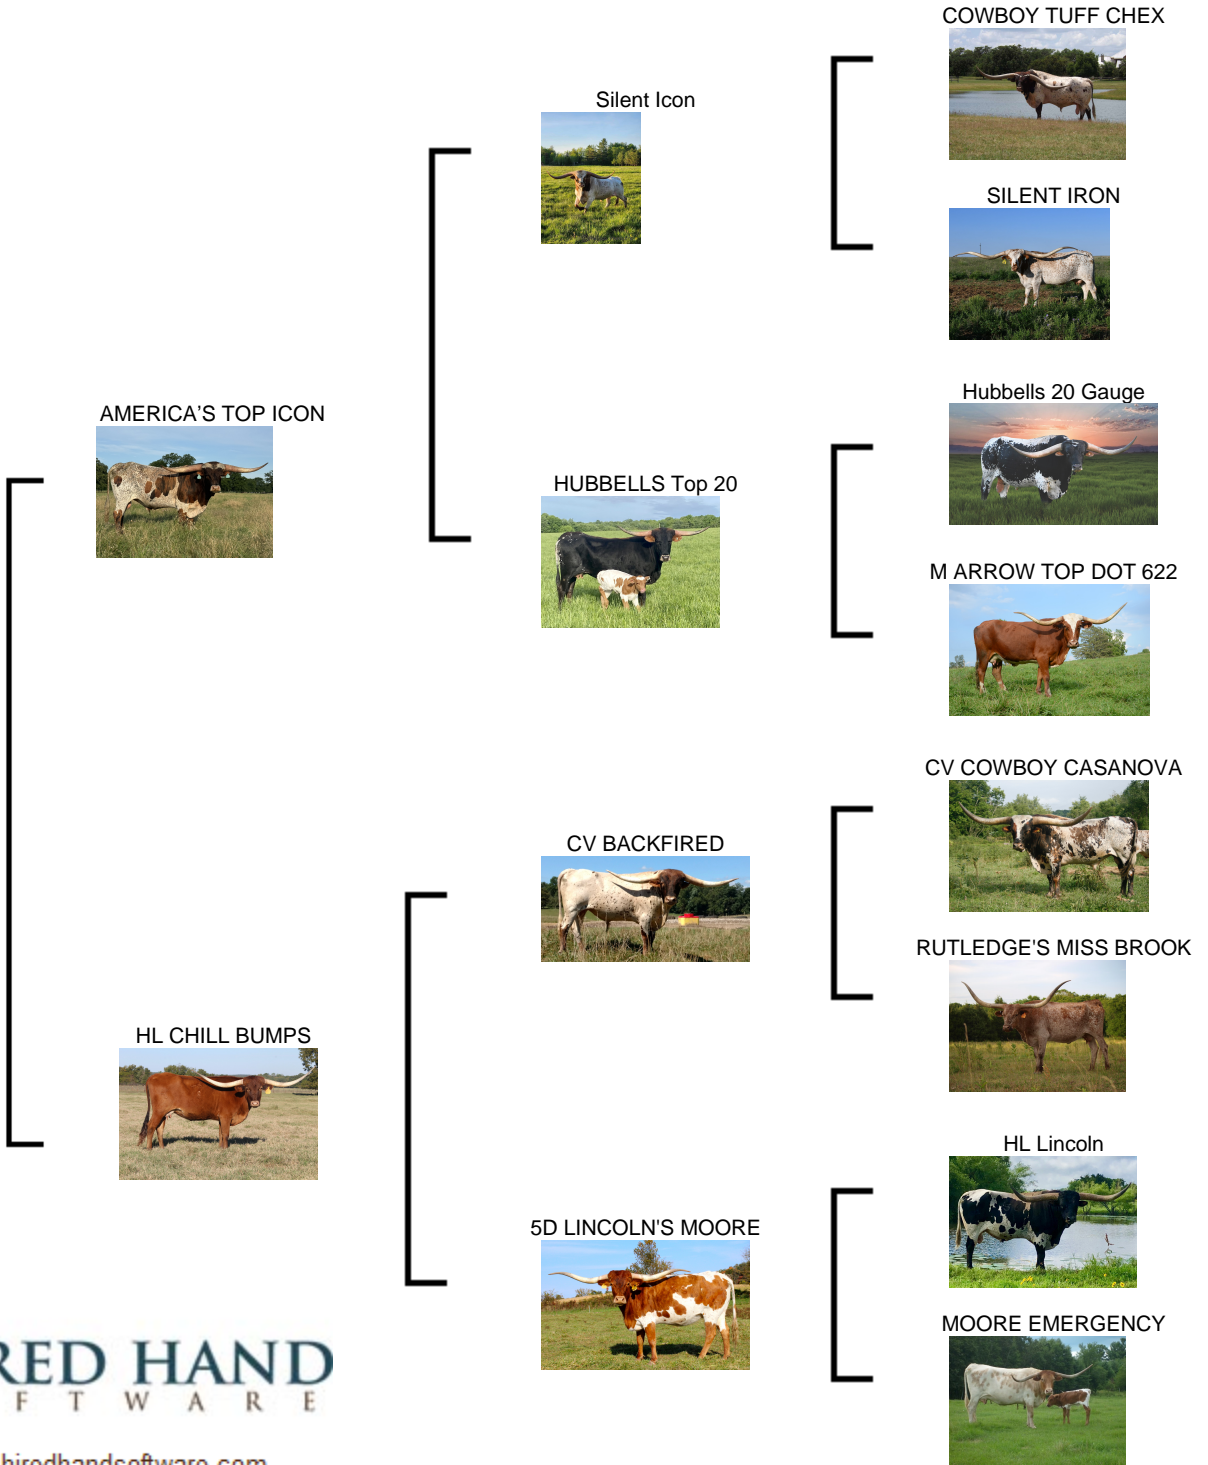 COWBOY TUFF CHEX
Silent Icon
SILENT IRON
Hubbells 20 Gauge
AMERICA'S TOP ICON
HUBBELLS Top 20
M ARROW TOP DOT 622
CV COWBOY CASANOVA
CV BACKFIRED
RUTLEDGE'S MISS BROOK
HL CHILL BUMPS
HL Lincoln
5D LINCOLN'S MOORE
MOORE EMERGENCY
RED HAND
F T W A R E
hiredhandsoftware.com